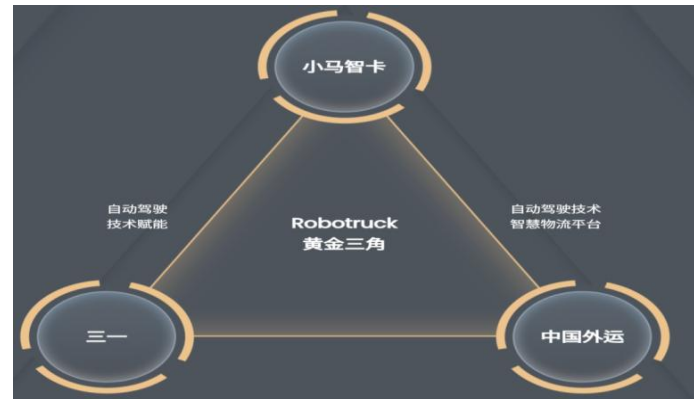 小马智卡
自动驾驶
技术赋能
自动驾驶技术
智慧物流平台
Robotruck
黄金三角
三一
中国外运